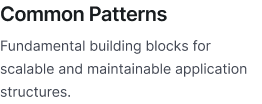 Common Patterns
Fundamental building blocks for
scalable and maintainable application
structures.